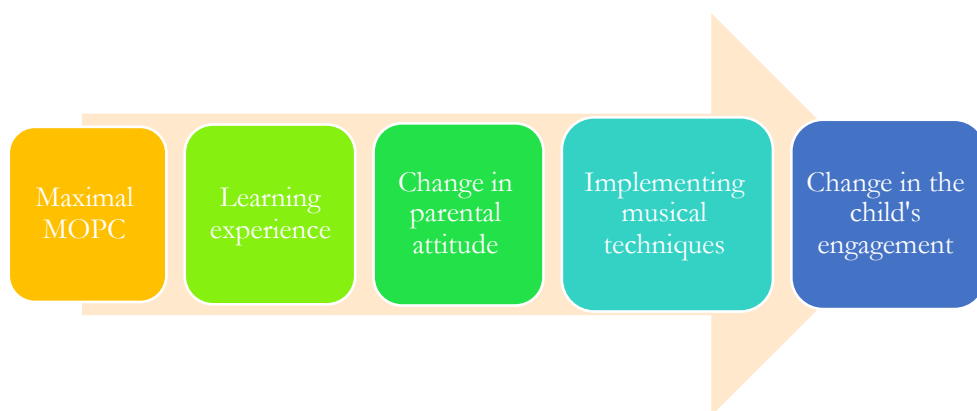 Maximal
MOPC
Learning
experience
Change in
parental
attitude
Implementing
musical
techniques
Change in the
child's
engagement